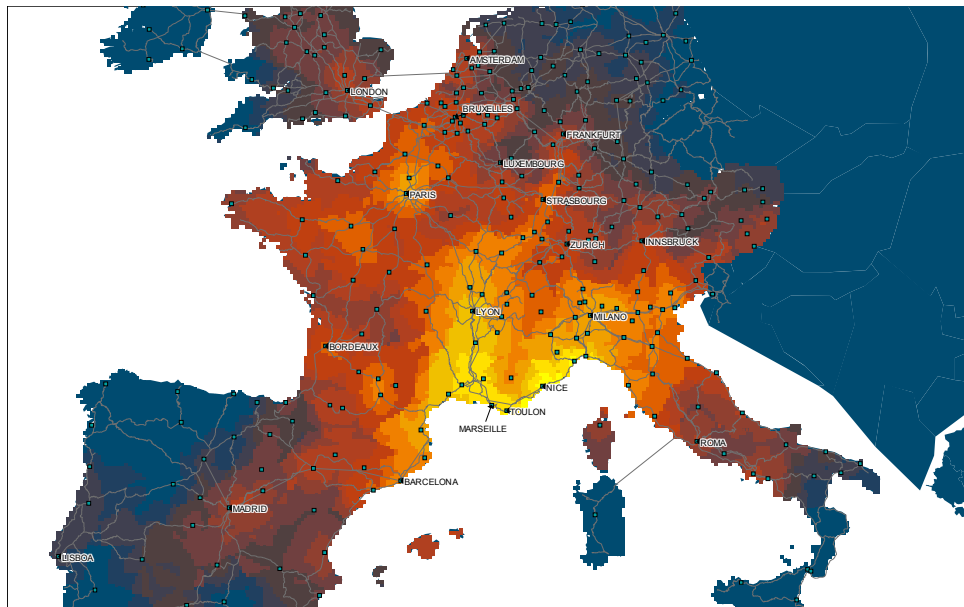 AMSTERDAM
LONDON
BRUXELLES
FRANKFURT
LUXEMBOURG
PARIS
STRASBOURG
ZURICH
INNSBRUCK
LYON
MILANO
BORDEAUX
NICE
TOULON
MARSEILLE
ROMA
BARCELONA
MADRID
LISBOA